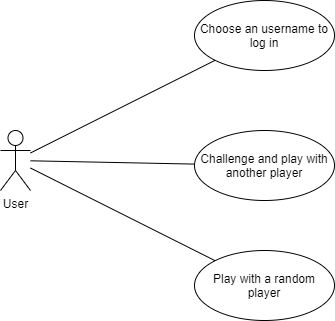 Choose an username to
log in
Challenge and play with
another player
User
Play with a random
player